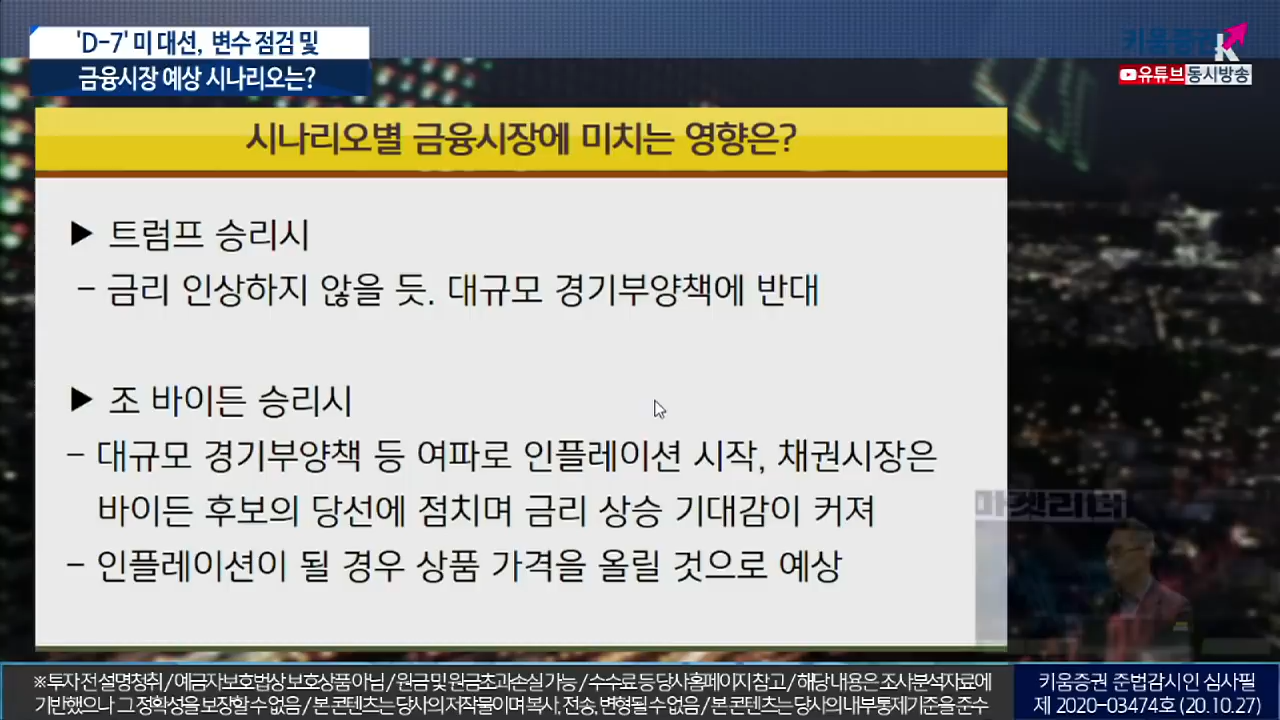 'D-7' 미 대선, 변수 점검 및
금융시장 예상 시나리오는?
키움증권
유튜브 동시방송
시나리오별 금융시장에 미치는 영향은?
▶ 트럼프 승리시
- 금리 인상하지 않을 듯. 대규모 경기부양책에 반대
▶ 조 바이든 승리시
- 대규모 경기부양책 등 여파로 인플레이션 시작, 채권시장은
바이든 후보의 당선에 점치며 금리 상승 기대감이 커져
- 인플레이션이 될 경우 상품 가격을 올릴 것으로 예상
마켓리더
※ 투자 전 설명청취 / 예금자보호법상 보호상품 아님 / 원금 및 원금초과손실 가능 / 수수료 등 당사 홈페이지 참고 / 해당 내용은 조사분석자료에
기반했으나 그 정확성을 보장할 수 없음 / 본 콘텐츠는 당사의 저작물이며 복사, 전송, 변형될 수 없음 / 본 콘텐츠는 당사의 내부통제기준을 준수
키움증권 준법감시인 심사필
제 2020-03474호 (20.10.27)